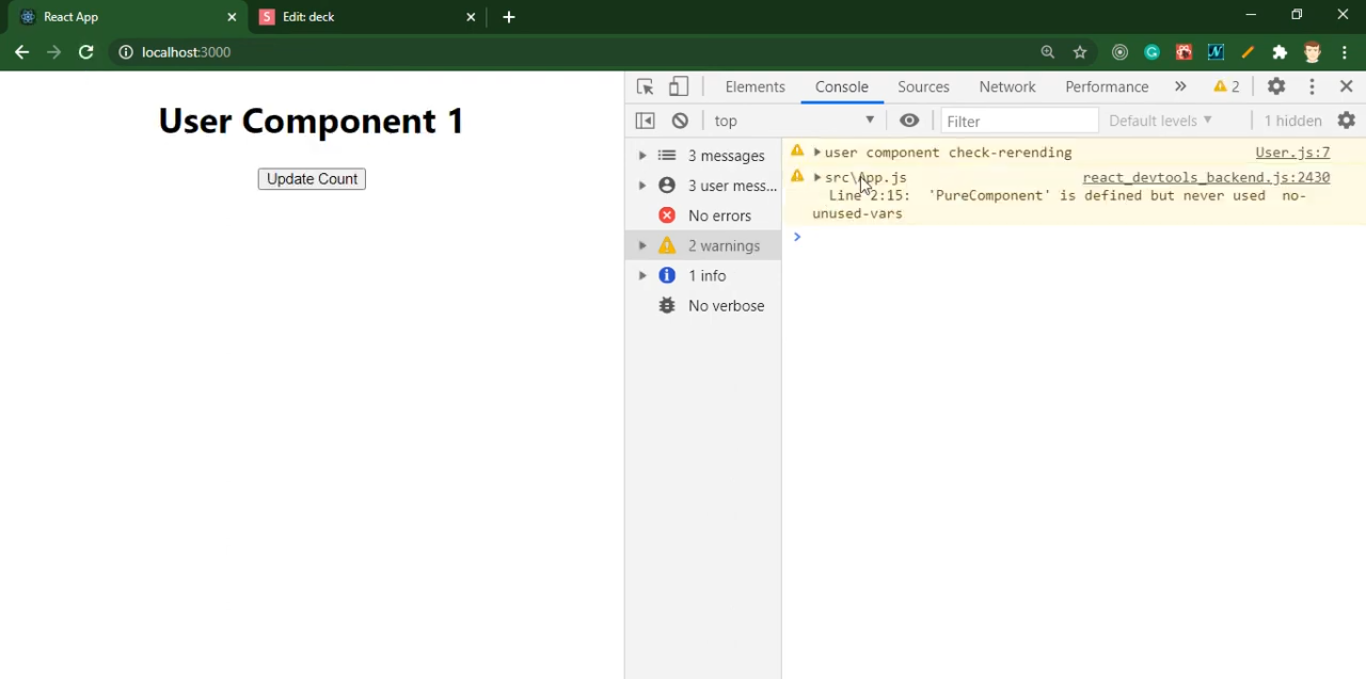 React App
Edit: deck
localhost:3000
User Component 1
Update Count
Elements Console Sources Network Performance » 2
top Filter Default levels ▼ 1 hidden
3 messages
3 user mess...
No errors
2 warnings
1 info
No verbose
user component check-rerending User.js:7
src\App.js react_devtools_backend.js:2430
Line 2:15: 'PureComponent' is defined but never used no-
unused-vars